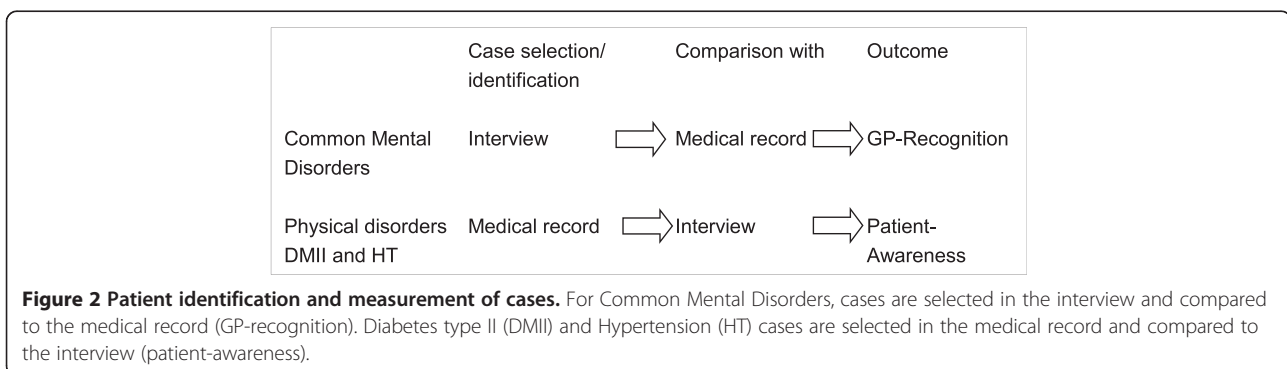 Case selection/ Comparison with Outcome
identification
Common Mental Interview Medical record GP-Recognition
Disorders
Physical disorders Medical record Interview Patient-
DMII and HT Awareness
Figure 2 Patient identification and measurement of cases. For Common Mental Disorders, cases are selected in the interview and compared
to the medical record (GP-recognition). Diabetes type II (DMII) and Hypertension (HT) cases are selected in the medical record and compared to
the interview (patient-awareness).